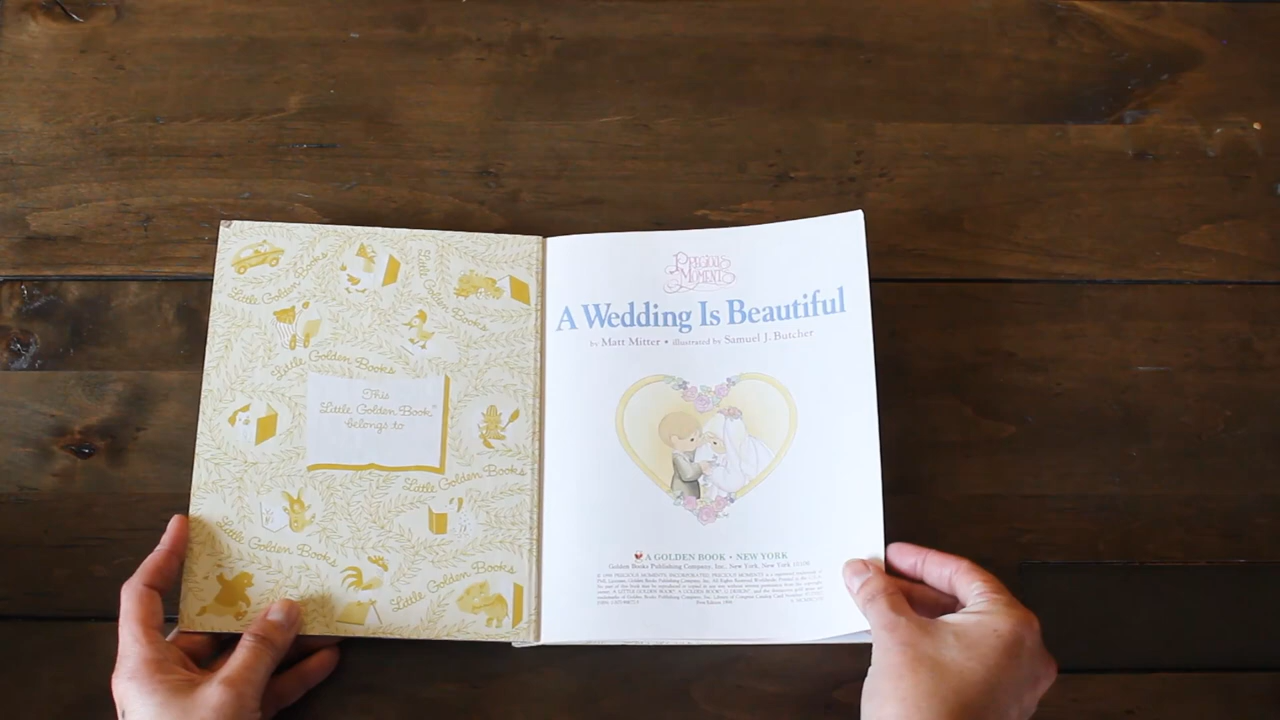 Little Golden Books
Little Golden Books
Little Golden Books
This
Little Golden Book
belongs to
Little Golden Books
Little Golden Books
Little Golden Books
PRECIOUS
MOMENTS
A Wedding Is Beautiful
by Matt Mitter • illustrated by Samuel J. Butcher
A GOLDEN BOOK • NEW YORK
Golden Books Publishing Company, Inc., New York, New York